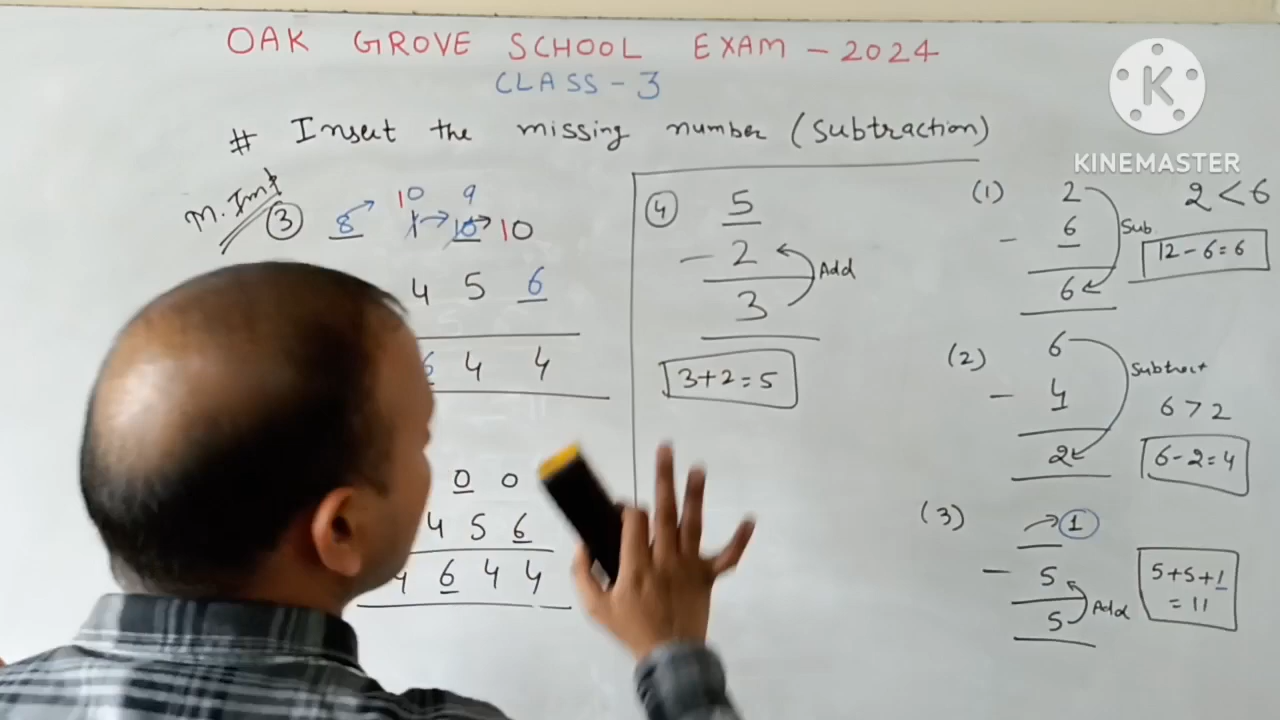 OAK GROVE SCHOOL EXAM - 2024
CLASS - 3
# Insert the missing number (Subtraction)
KINEMASTER
M. Imt
3
10 9
8 1 10 10
4 5 6
6 4 4
0 0
4 5 6
4 6 4 4
4
5
- 2 Add
3
3+2=5
(1) 2 2 < 6
- 6 Sub
12 - 6 = 6
6
(2) 6 Subtract
- 4 6 > 2
2 6 - 2 = 4
(3) 1
- 5 5+5+1
= 11
5 Add